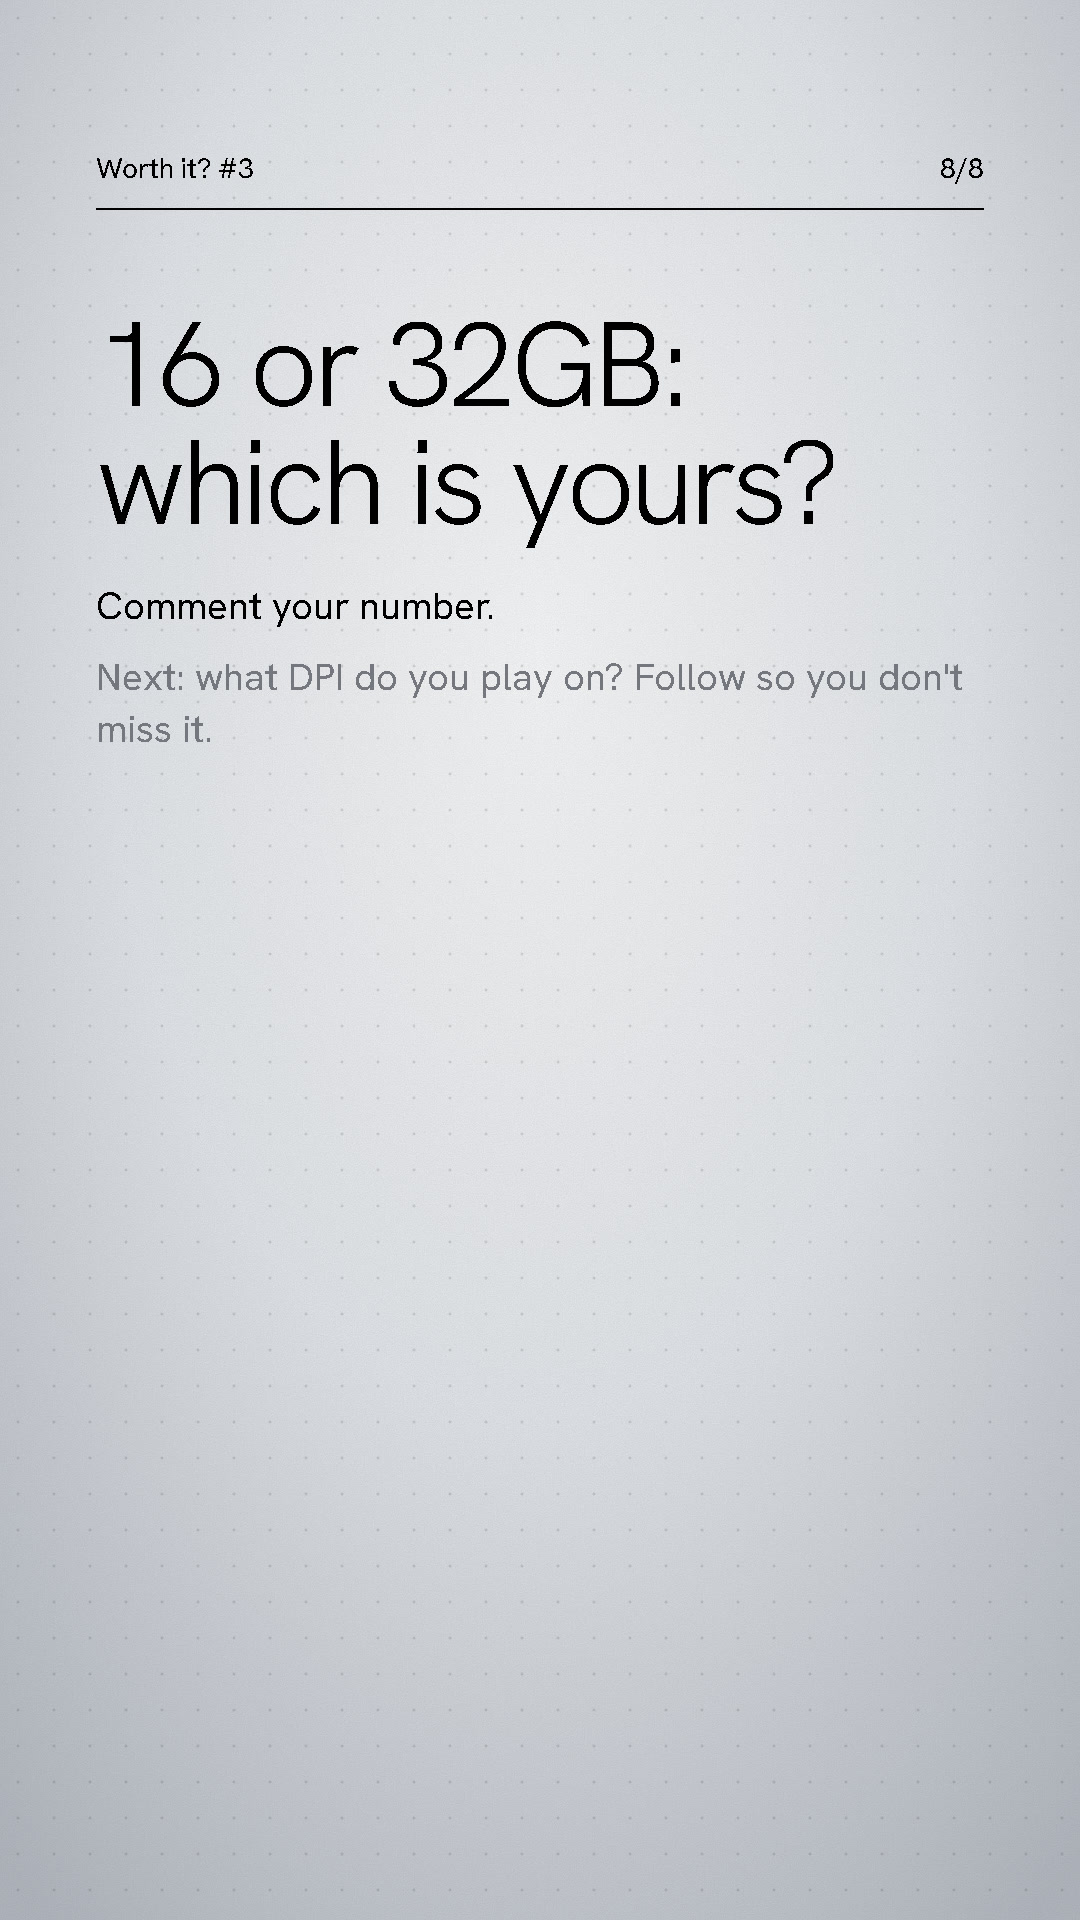 Worth it? #3
8/8
16 or 32GB:
which is yours?
Comment your number.
Next: what DPI do you play on? Follow so you don't
miss it.